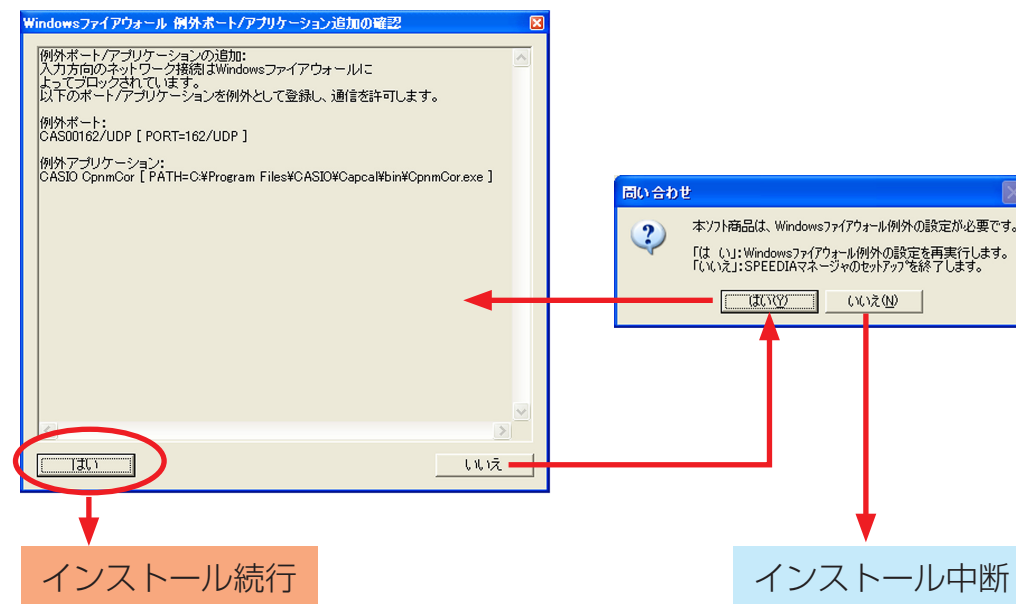 Windowsファイアウォール 例外ポート/アプリケーション追加の確認
例外ポート/アプリケーションの追加:
入力方向のネットワーク接続はWindowsファイアウォールに
よってブロックされています。
以下のポート/アプリケーションを例外として登録し、通信を許可します。
例外ポート:
CAS00162/UDP [ PORT=162/UDP ]
例外アプリケーション:
CASIO CpnmCor [ PATH=C:¥Program Files¥CASIO¥Capcal¥bin¥CpnmCor.exe ]
はい
いいえ
問い合わせ
本ソフト商品は、Windowsファイアウォール例外の設定が必要です。
「は い」:Windowsファイアウォール例外の設定を再実行します。
「いいえ」:SPEEDIAマネージャのセットアップを終了します。
はい(Y)
いいえ(N)
インストール続行
インストール中断